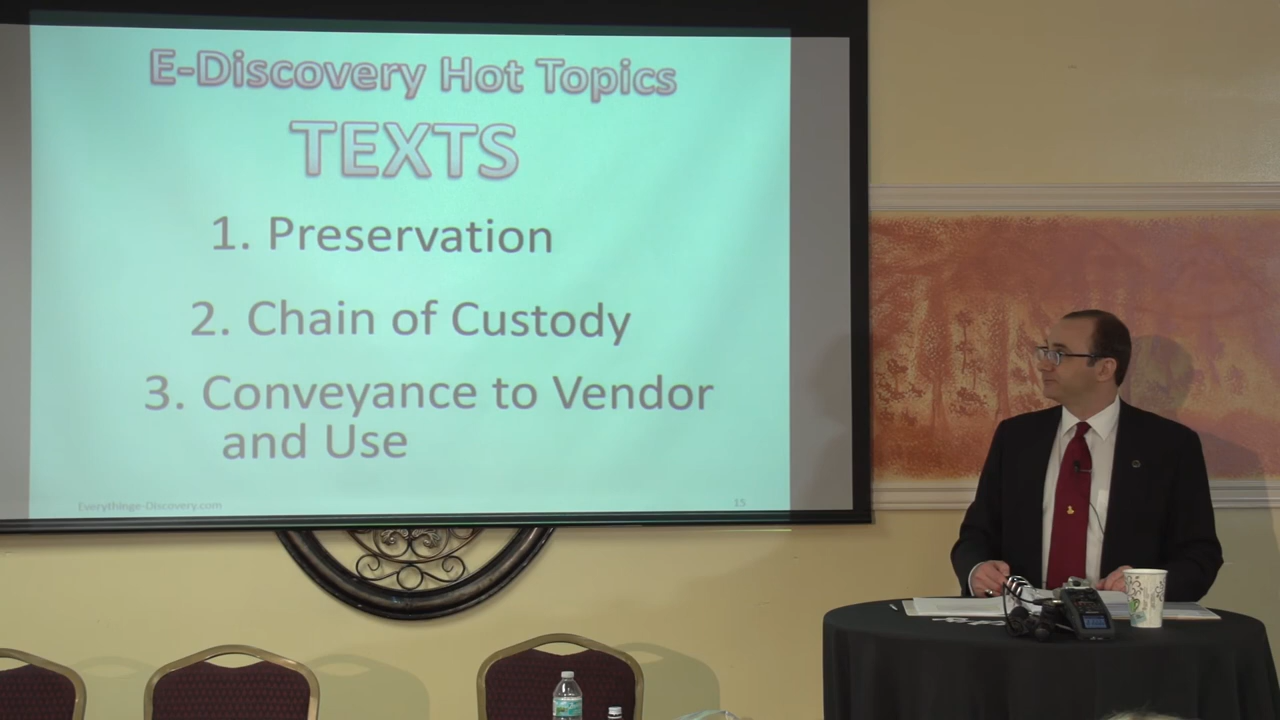 E-Discovery Hot Topics
TEXTS
1. Preservation
2. Chain of Custody
3. Conveyance to Vendor
and Use
Everythinge-Discovery.com
15